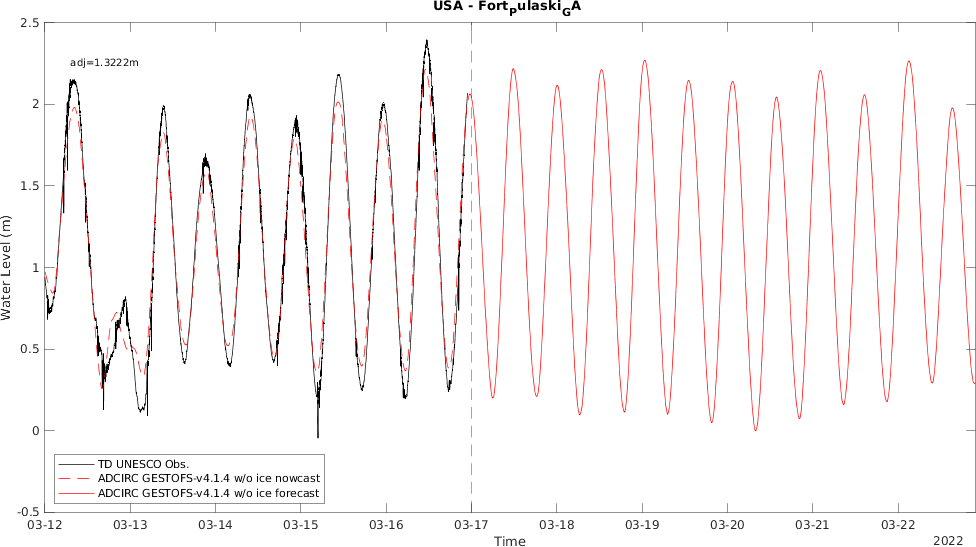 USA - FortPulaskiGA
adj=1.3222m
2.5
2
1.5
1
0.5
0
-0.5
Water Level (m)
TD UNESCO Obs.
ADCIRC GESTOFS-v4.1.4 w/o ice nowcast
ADCIRC GESTOFS-v4.1.4 w/o ice forecast
03-12 03-13 03-14 03-15 03-16 03-17 03-18 03-19 03-20 03-21 03-22
Time
2022